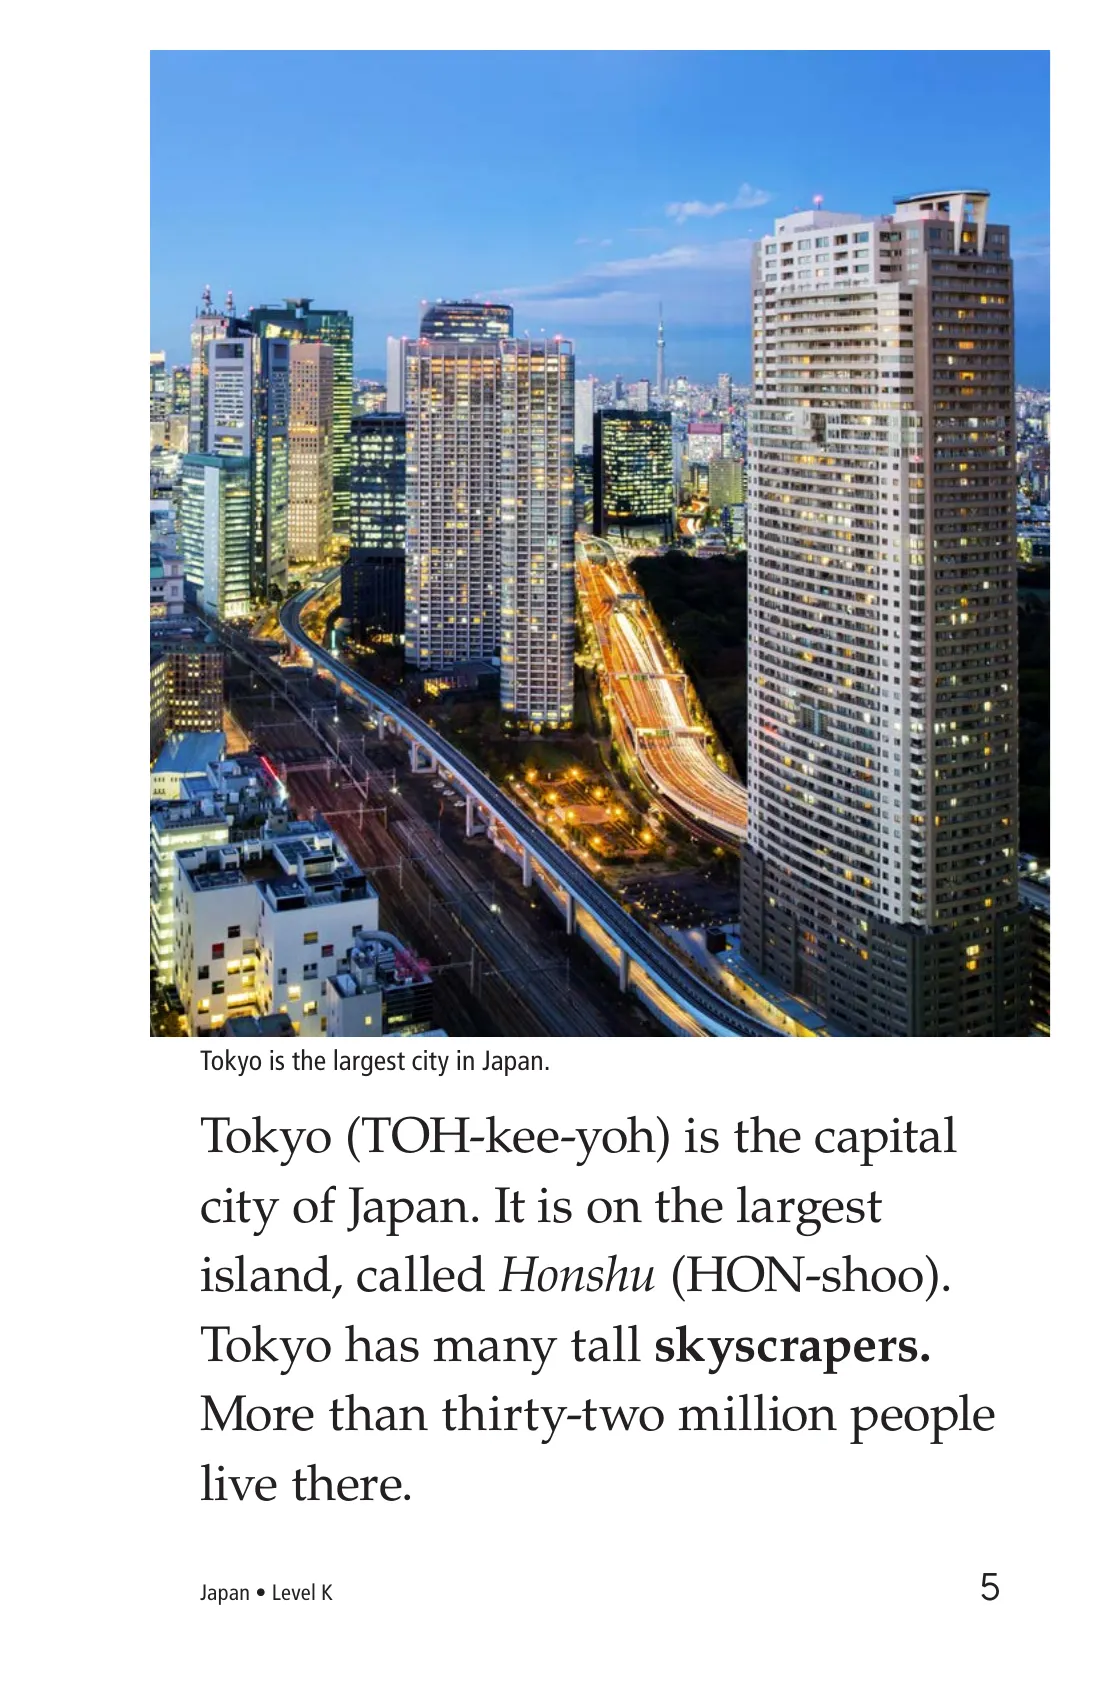 Tokyo is the largest city in Japan.
Tokyo (TOH-kee-yoh) is the capital
city of Japan. It is on the largest
island, called Honshu (HON-shoo).
Tokyo has many tall skyscrapers.
More than thirty-two million people
live there.
Japan • Level K
5